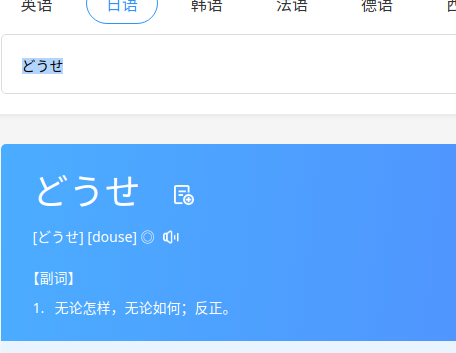 英语 日语 韩语 法语 德语
どうせ
どうせ
[どうせ] [douse] ◎
【副词】
1. 无论怎样，无论如何；反正。